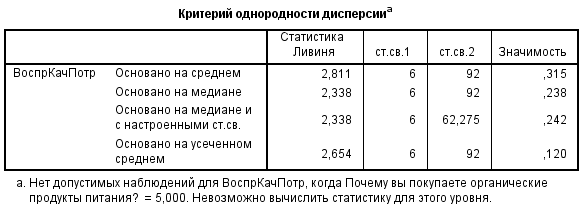 Критерий однородности дисперсииa
Статистика Ливиня ст.св.1 ст.св.2 Значимость
ВоспрКачПотр Основано на среднем 2,811 6 92 ,315
Основано на медиане 2,338 6 92 ,238
Основано на медиане и с настроенными ст.св. 2,338 6 62,275 ,242
Основано на усеченном среднем 2,654 6 92 ,120
a. Нет допустимых наблюдений для ВоспрКачПотр, когда Почему вы покупаете органические
продукты питания? = 5,000. Невозможно вычислить статистику для этого уровня.